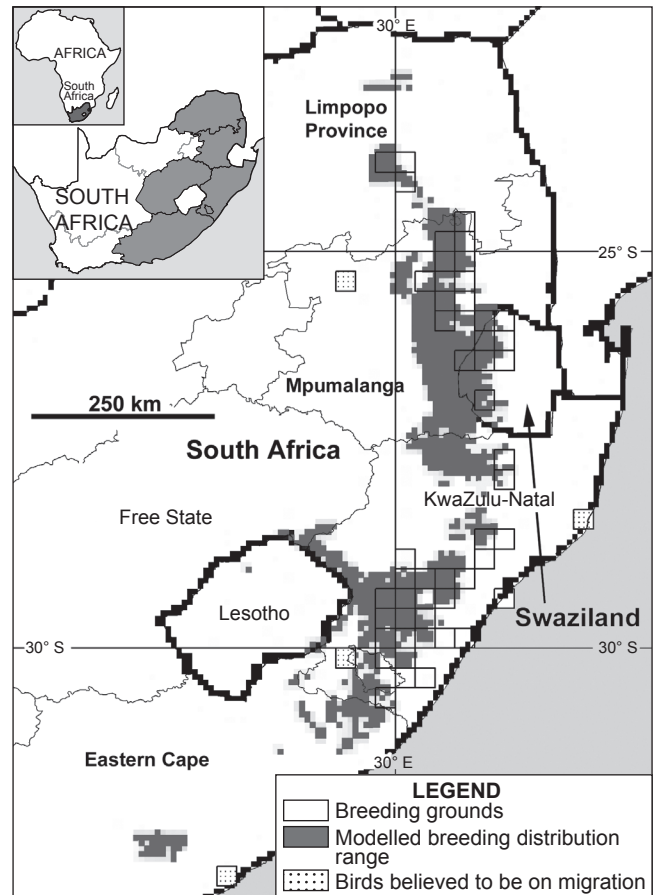 AFRICA
South
Africa
SOUTH
AFRICA
30° E
Limpopo
Province
25° S
Mpumalanga
250 km
South Africa
KwaZulu-Natal
Free State
Lesotho
Swaziland
30° S
30° S
Eastern Cape
30° E
LEGEND
Breeding grounds
Modelled breeding distribution
range
Birds believed to be on migration